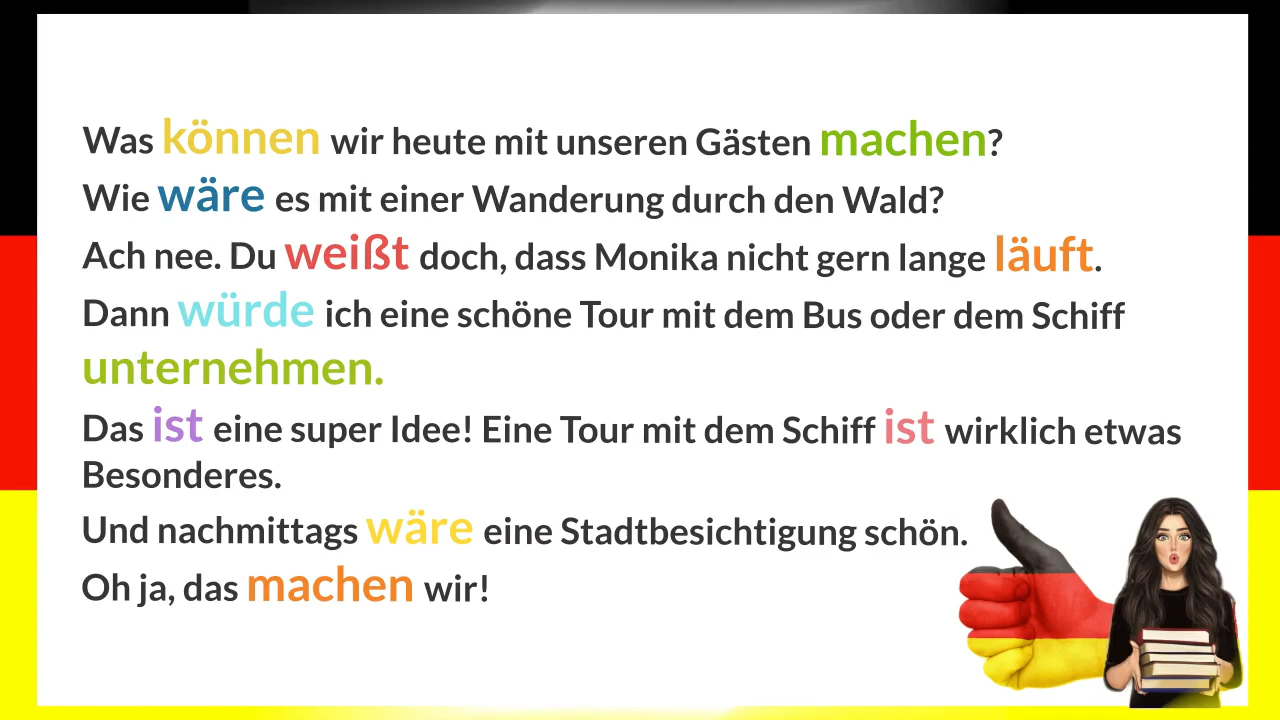 Was können wir heute mit unseren Gästen machen?
Wie wäre es mit einer Wanderung durch den Wald?
Ach nee. Du weißt doch, dass Monika nicht gern lange läuft.
Dann würde ich eine schöne Tour mit dem Bus oder dem Schiff
unternehmen.
Das ist eine super Idee! Eine Tour mit dem Schiff ist wirklich etwas
Besonderes.
Und nachmittags wäre eine Stadtbesichtigung schön.
Oh ja, das machen wir!